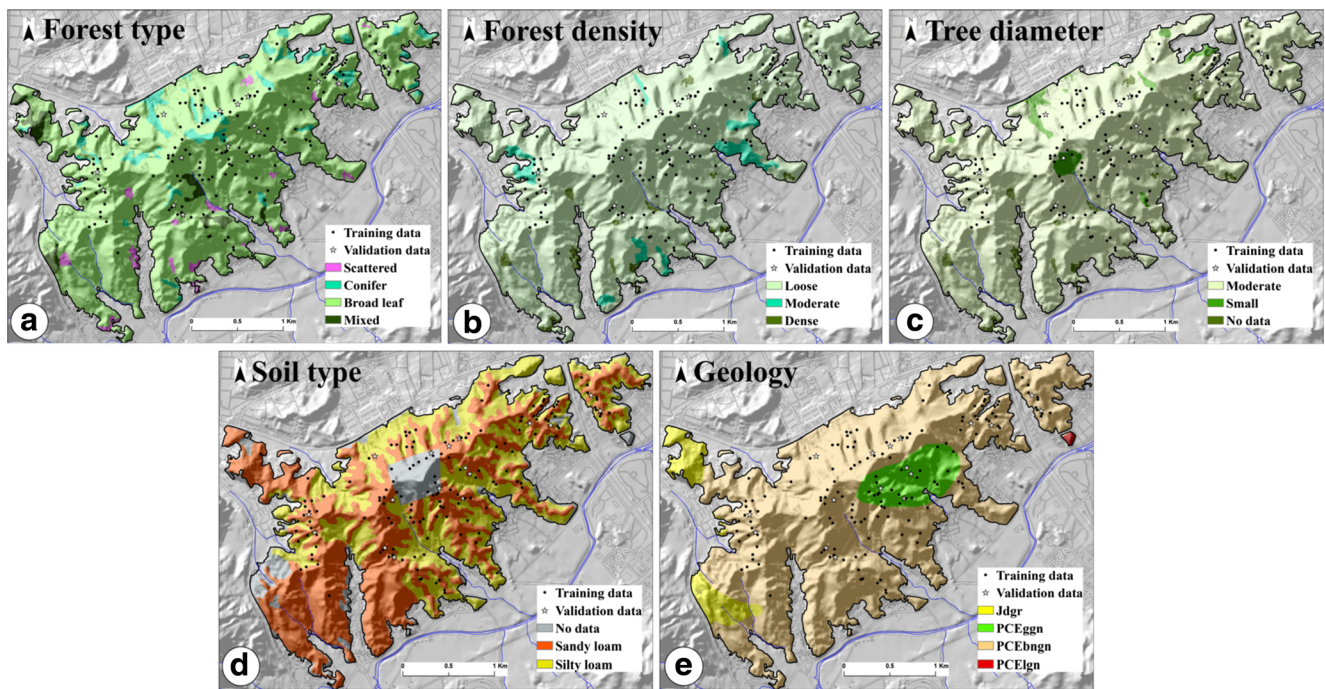 N
Forest type
Training data
Validation data
Scattered
Conifer
Broad leaf
Mixed
0 0.5 1 Km
a
N
Forest density
Training data
Validation data
Loose
Moderate
Dense
0 0.5 1 Km
b
N
Tree diameter
Training data
Validation data
Moderate
Small
No data
0 0.5 1 Km
c
N
Soil type
Training data
Validation data
No data
Sandy loam
Silty loam
0 0.5 1 Km
d
N
Geology
Training data
Validation data
Jdgr
PCEggn
PCEbngn
PCElgn
0 0.5 1 Km
e